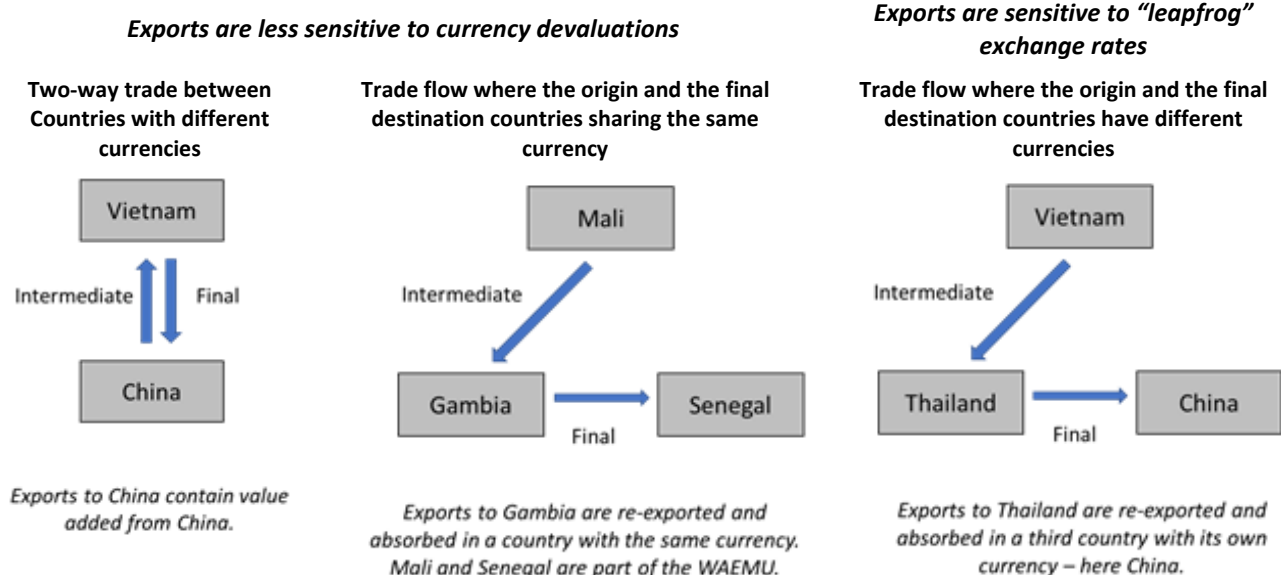 Exports are less sensitive to currency devaluations
Exports are sensitive to “leapfrog”
exchange rates
Two-way trade between
Countries with different
currencies
Vietnam
Intermediate
Final
China
Exports to China contain value
added from China.
Trade flow where the origin and the final
destination countries sharing the same
currency
Mali
Intermediate
Gambia
Final
Senegal
Exports to Gambia are re-exported and
absorbed in a country with the same currency.
Mali and Senegal are part of the WAEMU.
Trade flow where the origin and the final
destination countries have different
currencies
Vietnam
Intermediate
Thailand
Final
China
Exports to Thailand are re-exported and
absorbed in a third country with its own
currency – here China.